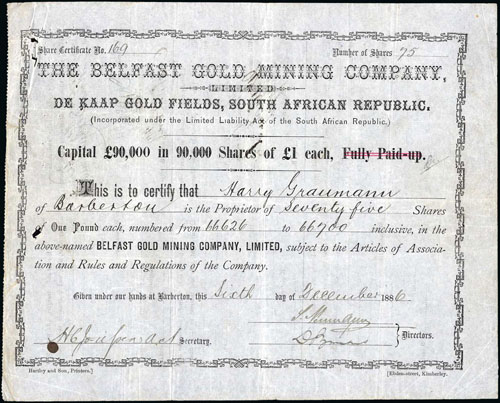 Share Certificate No. 169 Number of Shares 75
THE BELFAST GOLD MINING COMPANY,
LIMITED
DE KAAP GOLD FIELDS, SOUTH AFRICAN REPUBLIC.
(Incorporated under the Limited Liability Act of the South African Republic.)
Capital £90,000 in 90.000 Shares of £1 each, Fully Paid-up.
This is to certify that Harry Graumann
of Barberton is the Proprietor of Seventy five Shares
of One Pound each, numbered from 66626 to 66700 inclusive, in the
above-named BELFAST GOLD MINING COMPANY, LIMITED, subject to the Articles of Associa-
tion and Rules and Regulations of the Company.
Given under our hands at Barberton, this Sixth day of December 1886
Secretary.
Directors.
Hartley and Son, Printers.] [Ebden-street, Kimberley.